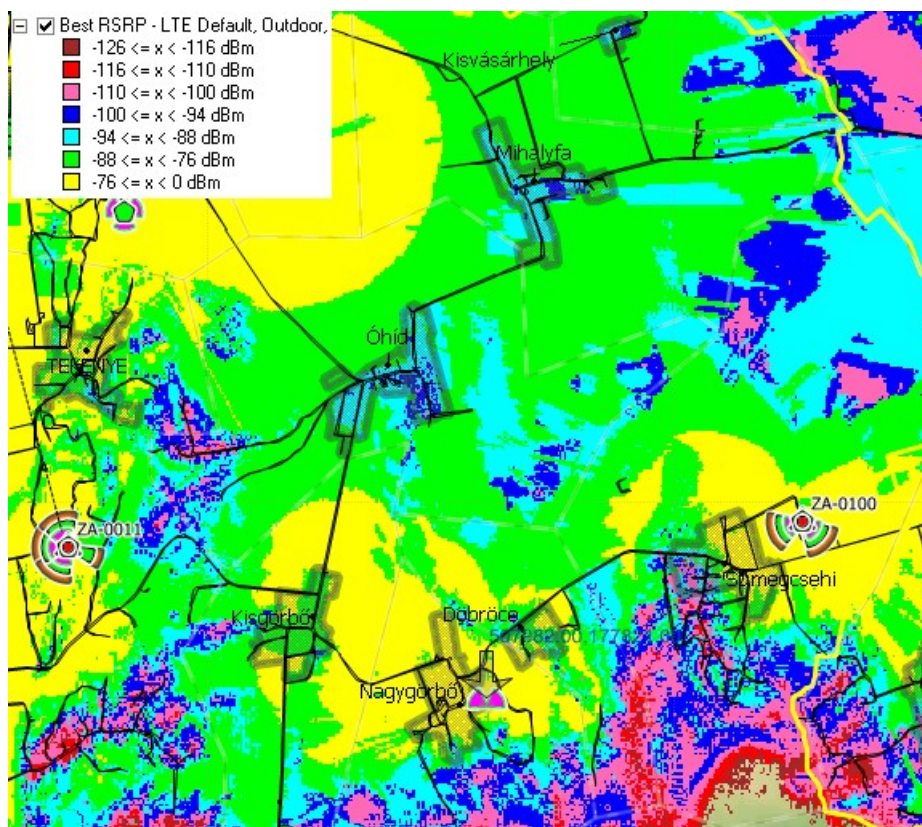 Best RSRP - LTE Default, Outdoor,
-126 <= x < -116 dBm
-116 <= x < -110 dBm
-110 <= x < -100 dBm
-100 <= x < -94 dBm
-94 <= x < -88 dBm
-88 <= x < -76 dBm
-76 <= x < 0 dBm
Kisvásárhely
Mihályfa
Óhíd
TEKENYE
ZA-0100
ZA-0011
Sümegcsehi
Kisgörbő
Döbröce
Nagygörbő